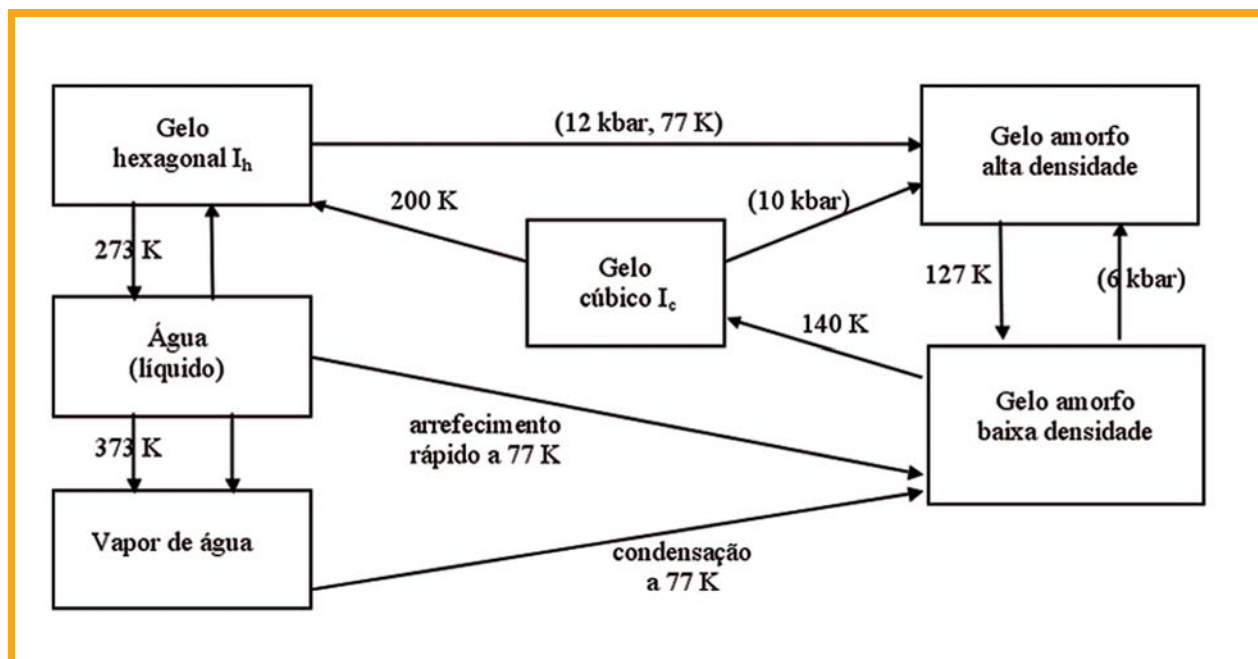 Gelo
hexagonal Iₕ
(12 kbar, 77 K)
Gelo amorfo
alta densidade
200 K
(10 kbar)
273 K
Gelo
cúbico I꜀
127 K
(6 kbar)
140 K
Água
(líquido)
Gelo amorfo
baixa densidade
373 K
arrefecimento
rápido a 77 K
Vapor de água
condensação
a 77 K